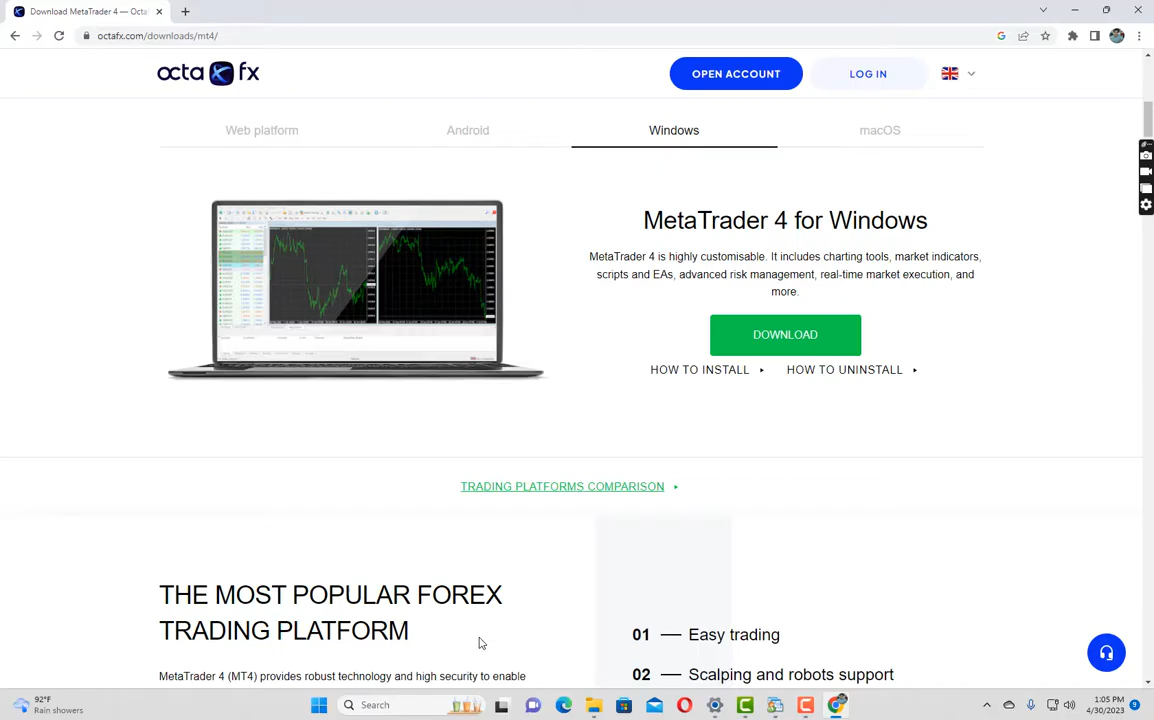 Download MetaTrader 4 — Octa
octafx.com/downloads/mt4/
octa fx
OPEN ACCOUNT
LOG IN
Web platform
Android
Windows
macOS
MetaTrader 4 for Windows
MetaTrader 4 is highly customisable. It includes charting tools, market indicators,
scripts and EAs, advanced risk management, real-time market execution, and
more.
DOWNLOAD
HOW TO INSTALL
HOW TO UNINSTALL
TRADING PLATFORMS COMPARISON
THE MOST POPULAR FOREX
TRADING PLATFORM
MetaTrader 4 (MT4) provides robust technology and high security to enable
01 — Easy trading
02 — Scalping and robots support
92°F
Rain showers
Search
1:05 PM
4/30/2023
9